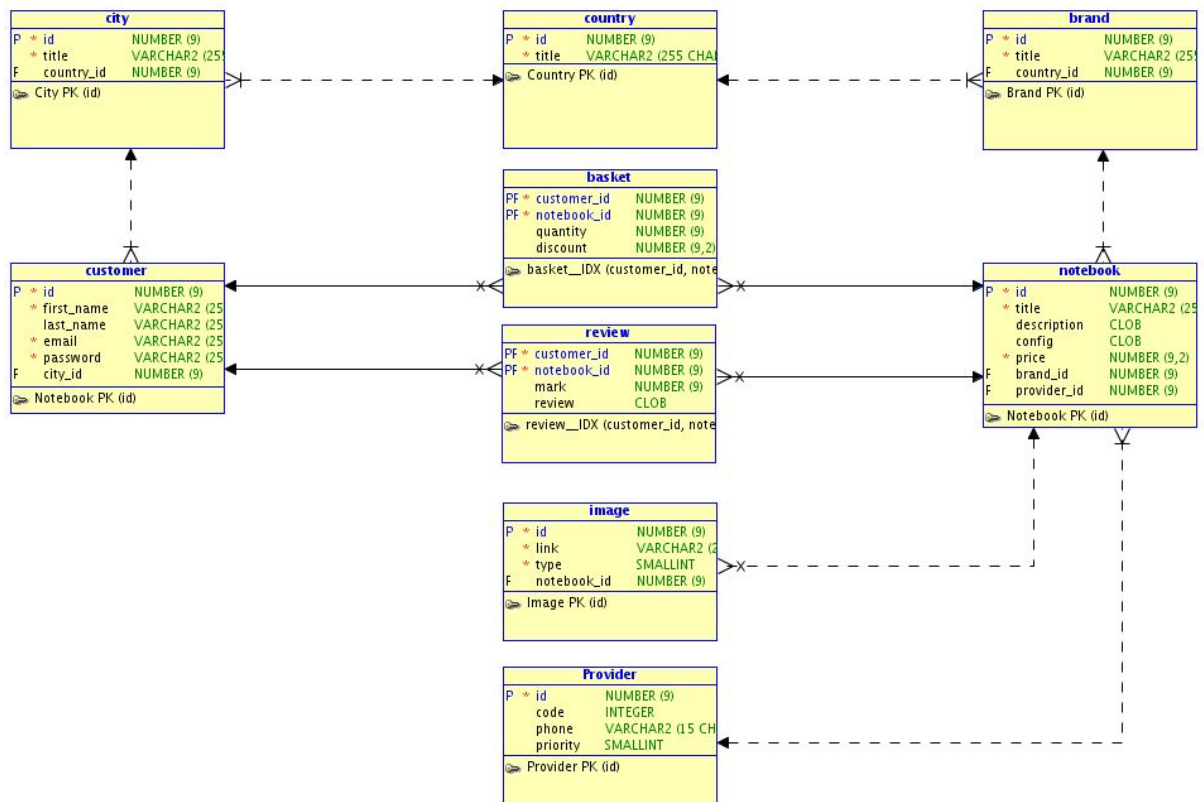 city
P * id NUMBER (9)
* title VARCHAR2 (255
F country_id NUMBER (9)
City PK (id)
country
P * id NUMBER (9)
* title VARCHAR2 (255 CHA
Country PK (id)
brand
P * id NUMBER (9)
* title VARCHAR2 (255
F country_id NUMBER (9)
Brand PK (id)
basket
PF * customer_id NUMBER (9)
PF * notebook_id NUMBER (9)
quantity NUMBER (9)
discount NUMBER (9,2)
basket__IDX (customer_id, note
customer
P * id NUMBER (9)
* first_name VARCHAR2 (25
last_name VARCHAR2 (25
* email VARCHAR2 (25
* password VARCHAR2 (25
F city_id NUMBER (9)
Notebook PK (id)
review
PF * customer_id NUMBER (9)
PF * notebook_id NUMBER (9)
mark NUMBER (9)
review CLOB
review__IDX (customer_id, note
notebook
P * id NUMBER (9)
* title VARCHAR2 (25
description CLOB
config CLOB
* price NUMBER (9,2)
F brand_id NUMBER (9)
F provider_id NUMBER (9)
Notebook PK (id)
image
P * id NUMBER (9)
* link VARCHAR2 (2
* type SMALLINT
F notebook_id NUMBER (9)
Image PK (id)
Provider
P * id NUMBER (9)
code INTEGER
phone VARCHAR2 (15 CH
priority SMALLINT
Provider PK (id)